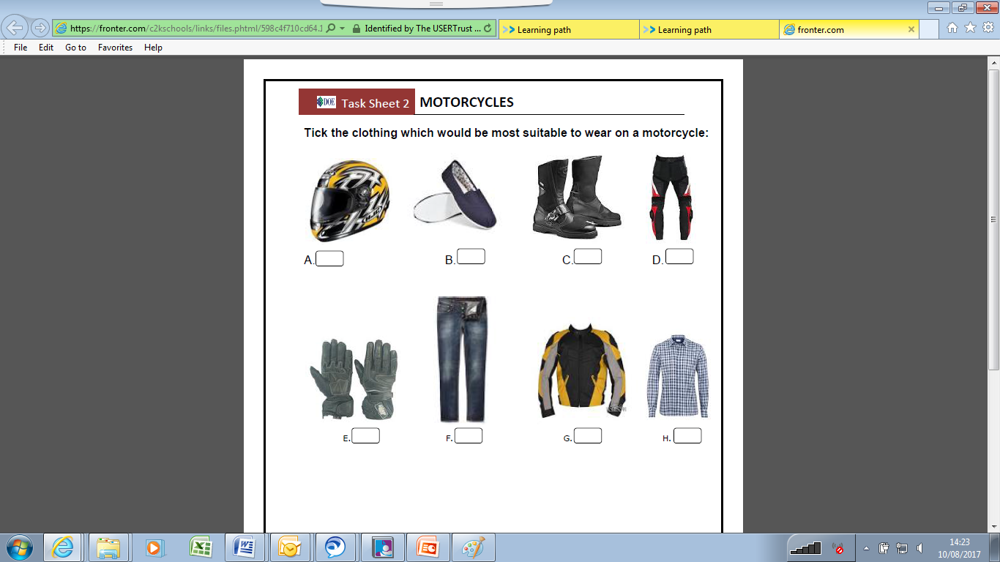 https://fronter.com/c2kschools/links/files.phtml/598c4f710cd64.1
Identified by The USERTrust ...
Learning path
Learning path
fronter.com
File Edit Go to Favorites Help
DOE Task Sheet 2 MOTORCYCLES
Tick the clothing which would be most suitable to wear on a motorcycle:
A. B. C. D.
E. F. G. H.
14:23
10/08/2017